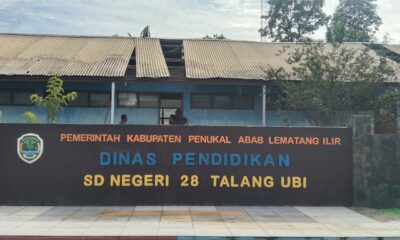 PEMERINTAH KABUPATEN PENUKAL ABAB LEMATANG ILIR
DINAS PENDIDIKAN
SD NEGERI 28 TALANG UBI